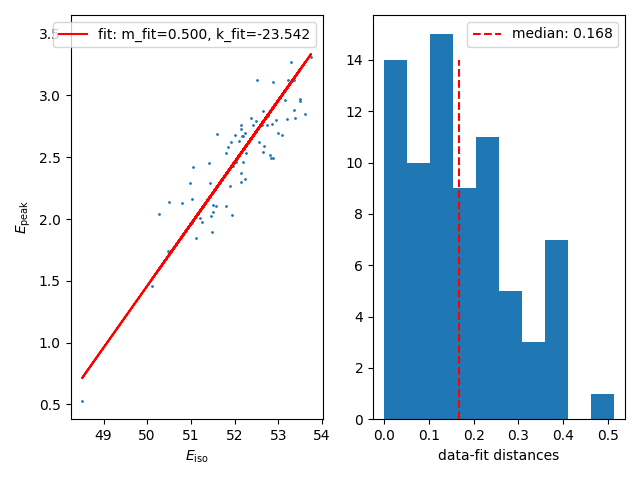 fit: m_fit=0.500, k_fit=-23.542
3.5
3.0
2.5
2.0
1.5
1.0
0.5
E_peak
49 50 51 52 53 54
E_iso
median: 0.168
14
12
10
8
6
4
2
0
0.0 0.1 0.2 0.3 0.4 0.5
data-fit distances